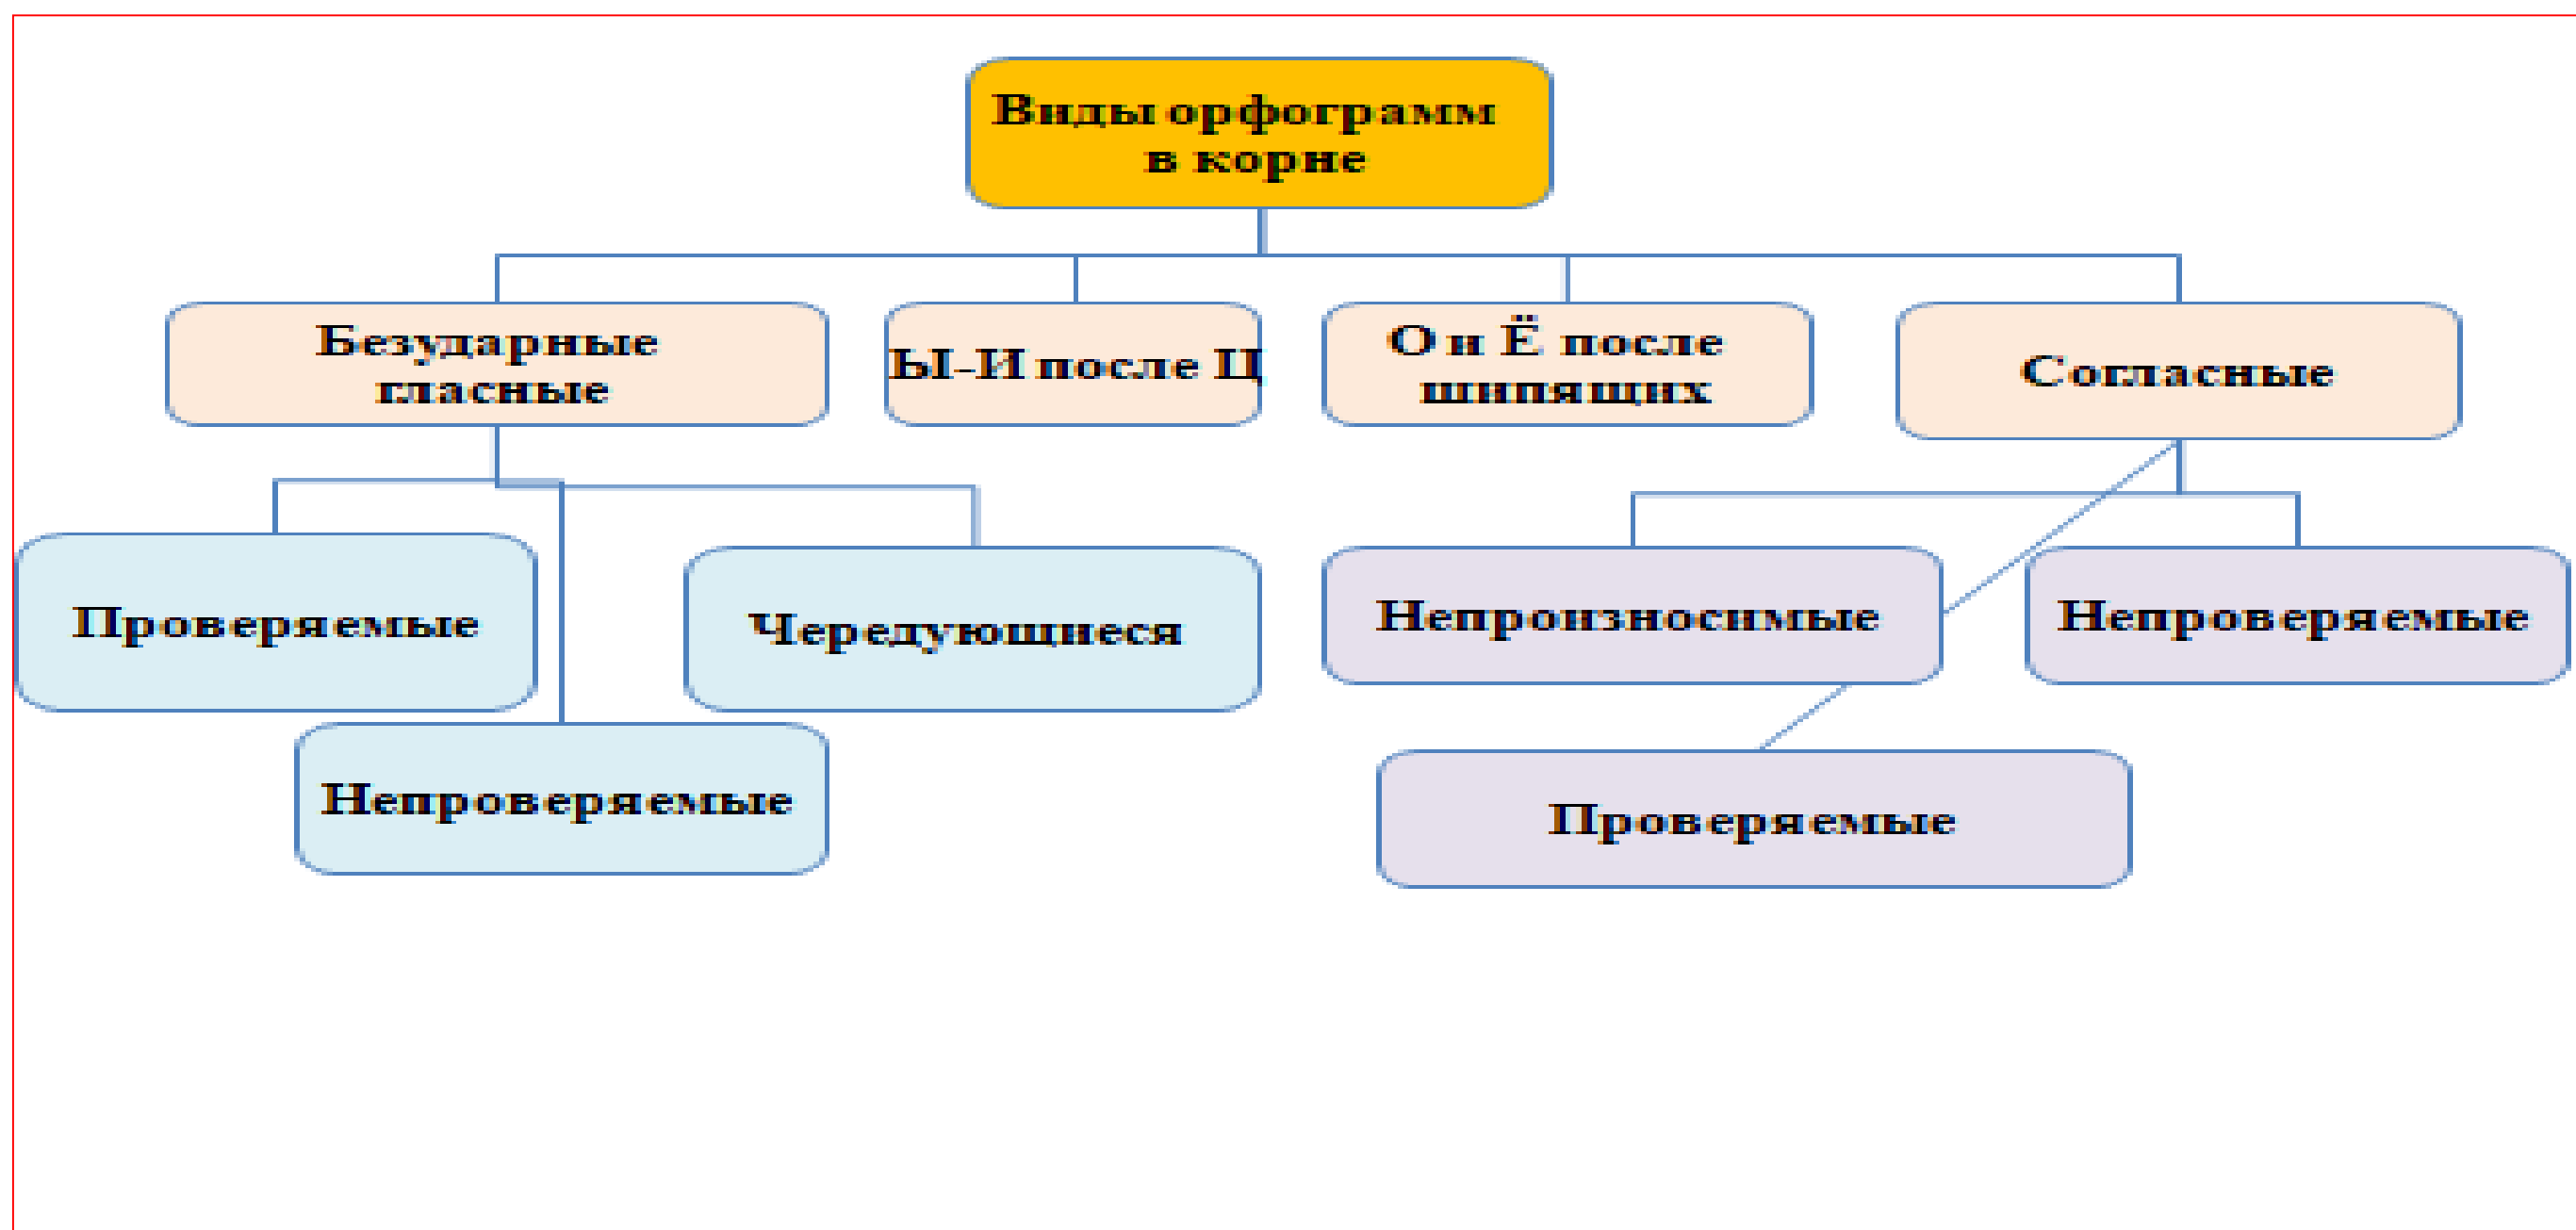 Виды орфограмм
в корне
Безударные
гласные
Ы-И после Ц
О и Ё после
шипящих
Согласные
Проверяемые
Чередующиеся
Непроизносимые
Непроверяемые
Непроверяемые
Проверяемые